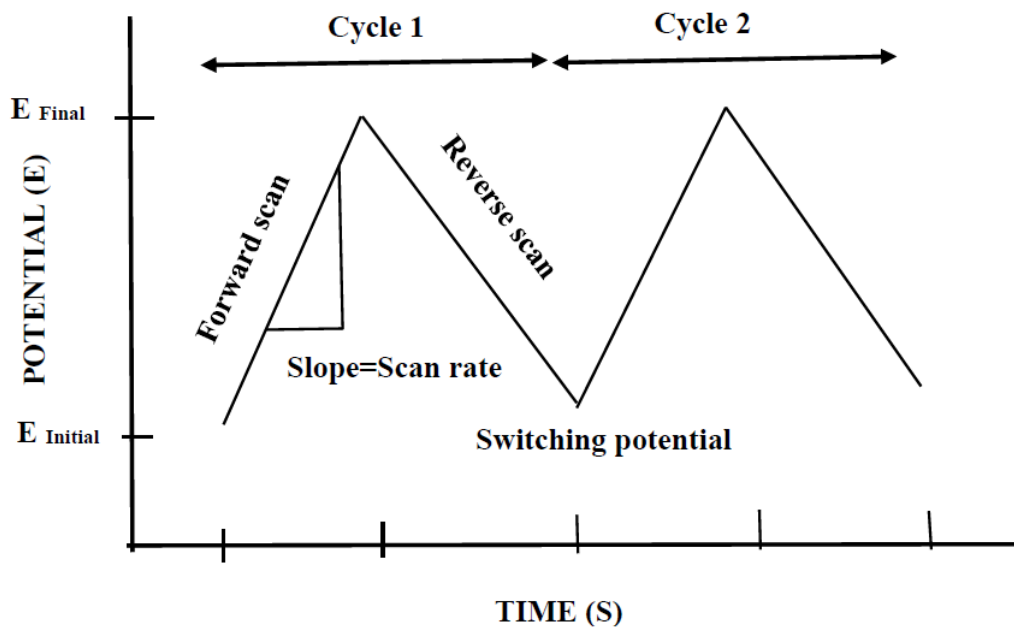 Cycle 1
Cycle 2
E Final
POTENTIAL (E)
Forward scan
Reverse scan
Slope=Scan rate
E Initial
Switching potential
TIME (S)